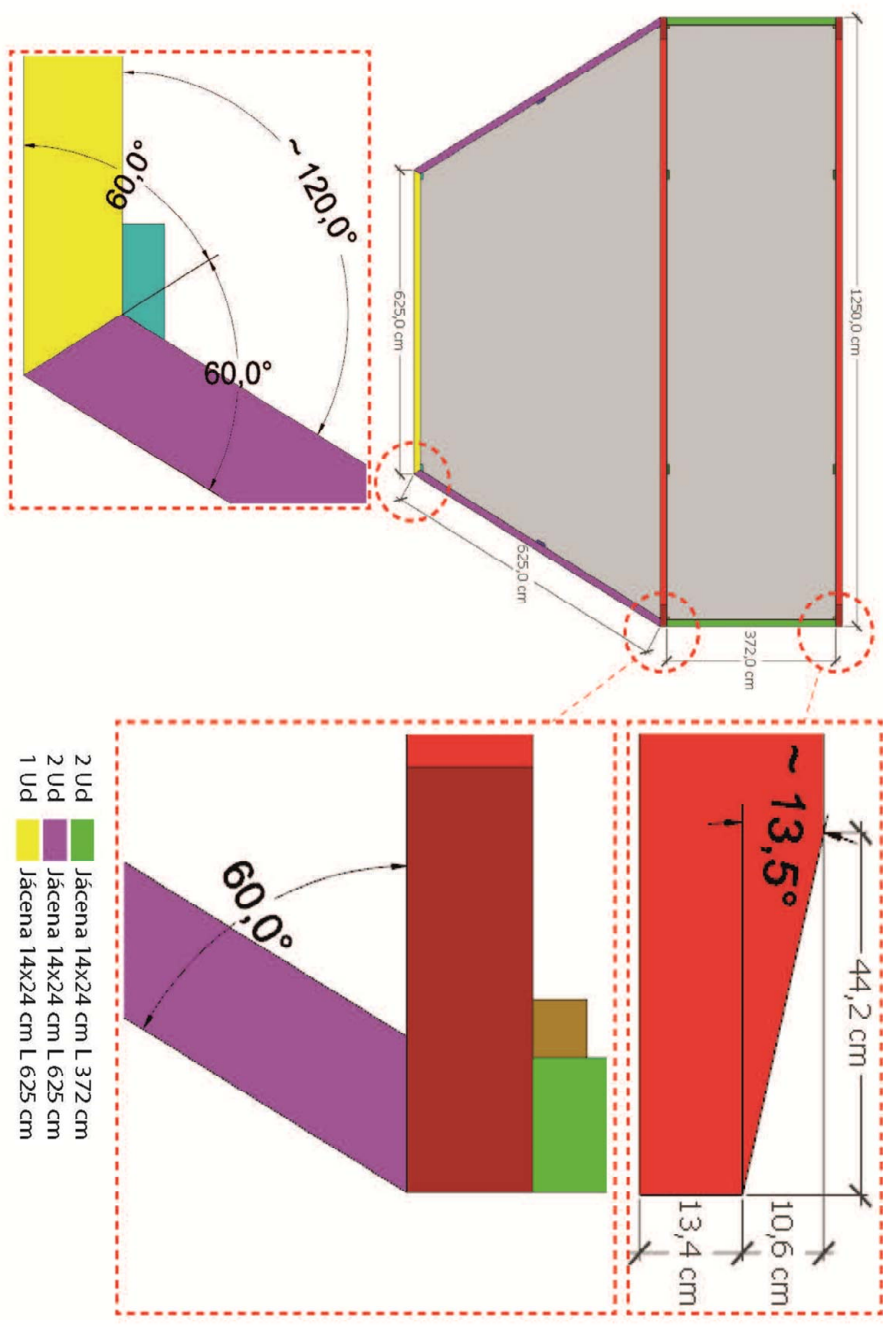 1250,0 cm
372,0 cm
625,0 cm
625,0 cm
~ 120,0°
60,0°
60,0°
~ 13,5°
44,2 cm
10,6 cm
13,4 cm
60,0°
2 Ud Jácena 14x24 cm L 372 cm
2 Ud Jácena 14x24 cm L 625 cm
1 Ud Jácena 14x24 cm L 625 cm